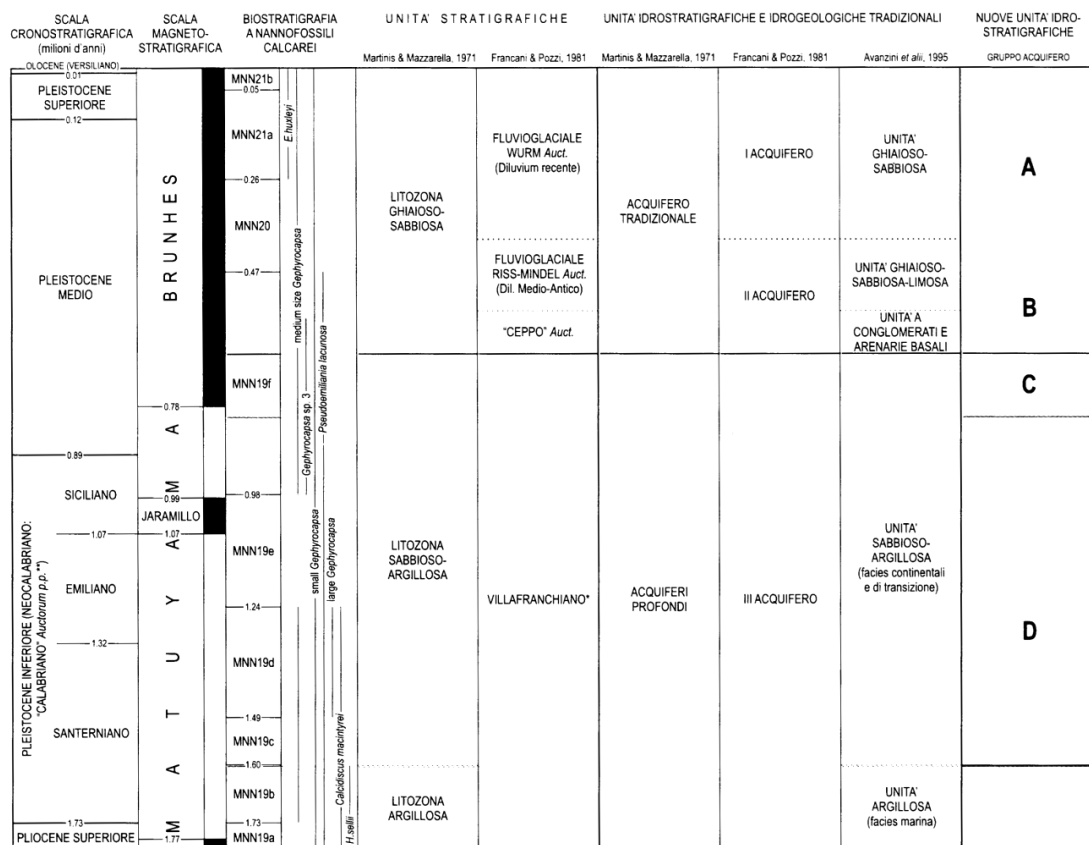 SCALA
CRONOSTRATIGRAFICA
(milioni d'anni)
SCALA
MAGNETO-
STRATIGRAFICA
BIOSTRATIGRAFIA
A NANNOFOSSILI
CALCAREI
UNITA' STRATIGRAFICHE
Martinis & Mazzarella, 1971
Francani & Pozzi, 1981
UNITA' IDROSTRATIGRAFICHE E IDROGEOLOGICHE TRADIZIONALI
Martinis & Mazzarella, 1971
Francani & Pozzi, 1981
Avanzini et alii, 1995
NUOVE UNITA' IDRO-
STRATIGRAFICHE
GRUPPO ACQUIFERO
OLOCENE (VERSILIANO)
0.01
PLEISTOCENE
SUPERIORE
0.12
PLEISTOCENE
MEDIO
0.89
PLEISTOCENE INFERIORE (NEOCALABRIANO:
"CALABRIANO" Auctorum p.p.**)
SICILIANO
1.07
EMILIANO
1.32
SANTERNIANO
1.73
PLIOCENE SUPERIORE
BRUNHES
0.78
MATUYAMA
0.99
JARAMILLO
1.07
1.77
MNN21b
0.05
MNN21a
0.26
MNN20
0.47
MNN19f
0.98
MNN19e
1.24
MNN19d
1.49
MNN19c
1.60
MNN19b
1.73
MNN19a
E.huxleyi
medium size Gephyrocapsa
Gephyrocapsa sp. 3
small Gephyrocapsa
Pseudoemiliania lacunosa
large Gephyrocapsa
Calcidiscus macintyrei
H.sellii
LITOZONA
GHIAIOSO-
SABBIOSA
LITOZONA
SABBIOSO-
ARGILLOSA
LITOZONA
ARGILLOSA
FLUVIOGLACIALE
WURM Auct.
(Diluvium recente)
FLUVIOGLACIALE
RISS-MINDEL Auct.
(Dil. Medio-Antico)
"CEPPO" Auct.
VILLAFRANCHIANO*
ACQUIFERO
TRADIZIONALE
ACQUIFERI
PROFONDI
I ACQUIFERO
II ACQUIFERO
III ACQUIFERO
UNITA'
GHIAIOSO-
SABBIOSA
UNITA' GHIAIOSO-
SABBIOSA-LIMOSA
UNITA' A
CONGLOMERATI E
ARENARIE BASALI
UNITA'
SABBIOSO-
ARGILLOSA
(facies continentali
e di transizione)
UNITA'
ARGILLOSA
(facies marina)
A
B
C
D